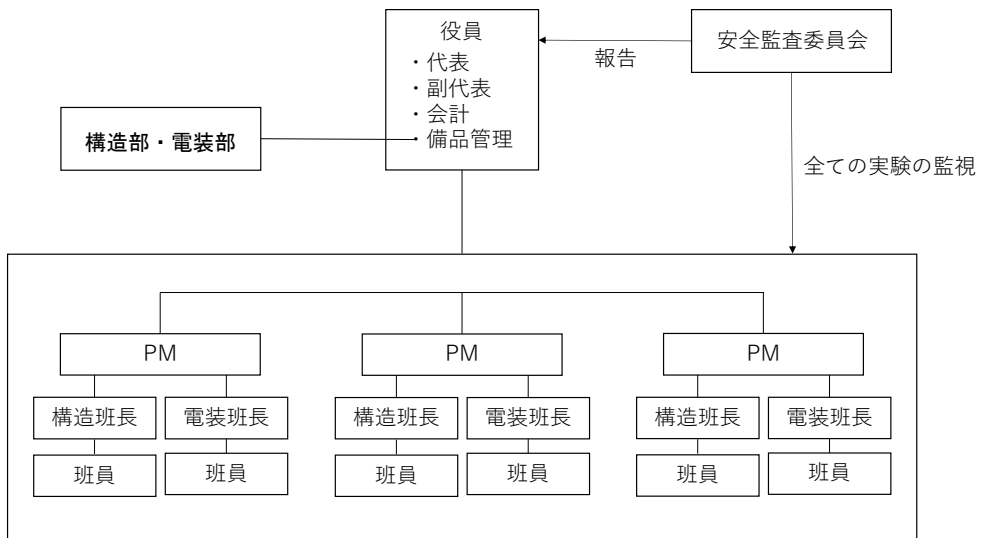 役員
・代表
・副代表
・会計
・備品管理
安全監査委員会
報告
構造部・電装部
全ての実験の監視
PM
PM
PM
構造班長
電装班長
構造班長
電装班長
構造班長
電装班長
班員
班員
班員
班員
班員
班員